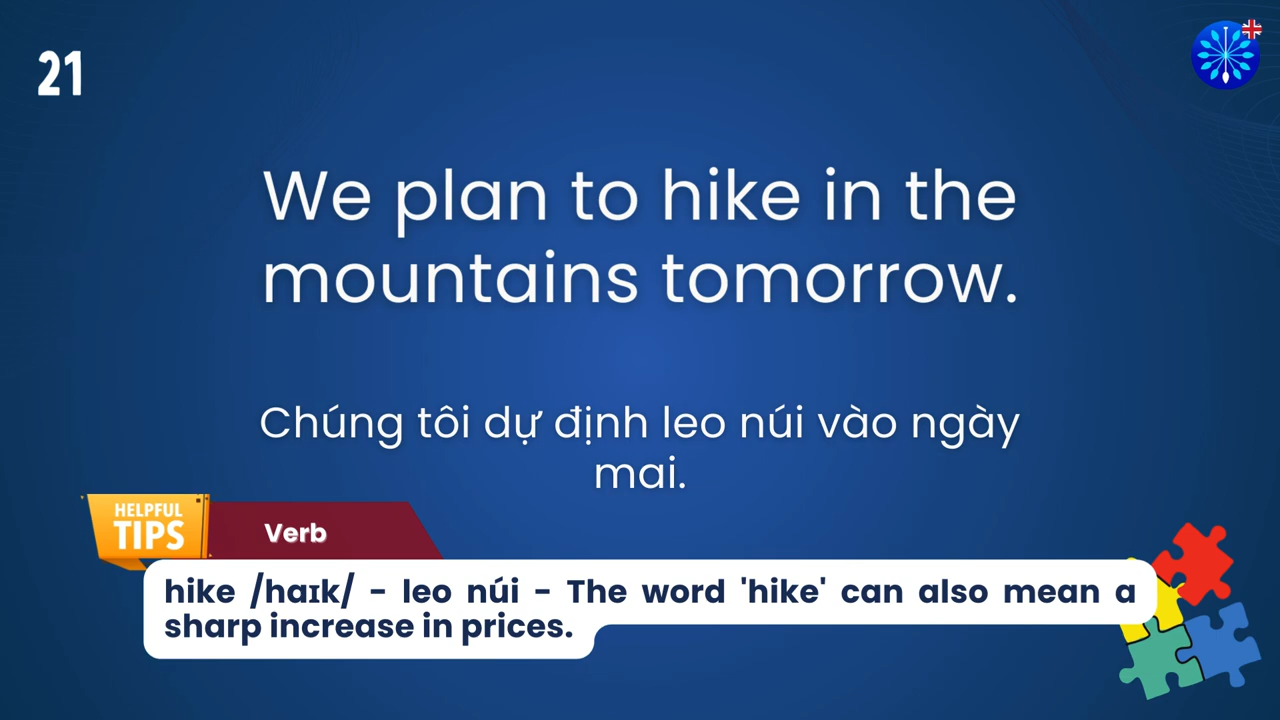 21
We plan to hike in the
mountains tomorrow.
Chúng tôi dự định leo núi vào ngày
mai.
HELPFUL
TIPS
Verb
hike /haɪk/ - leo núi - The word 'hike' can also mean a
sharp increase in prices.